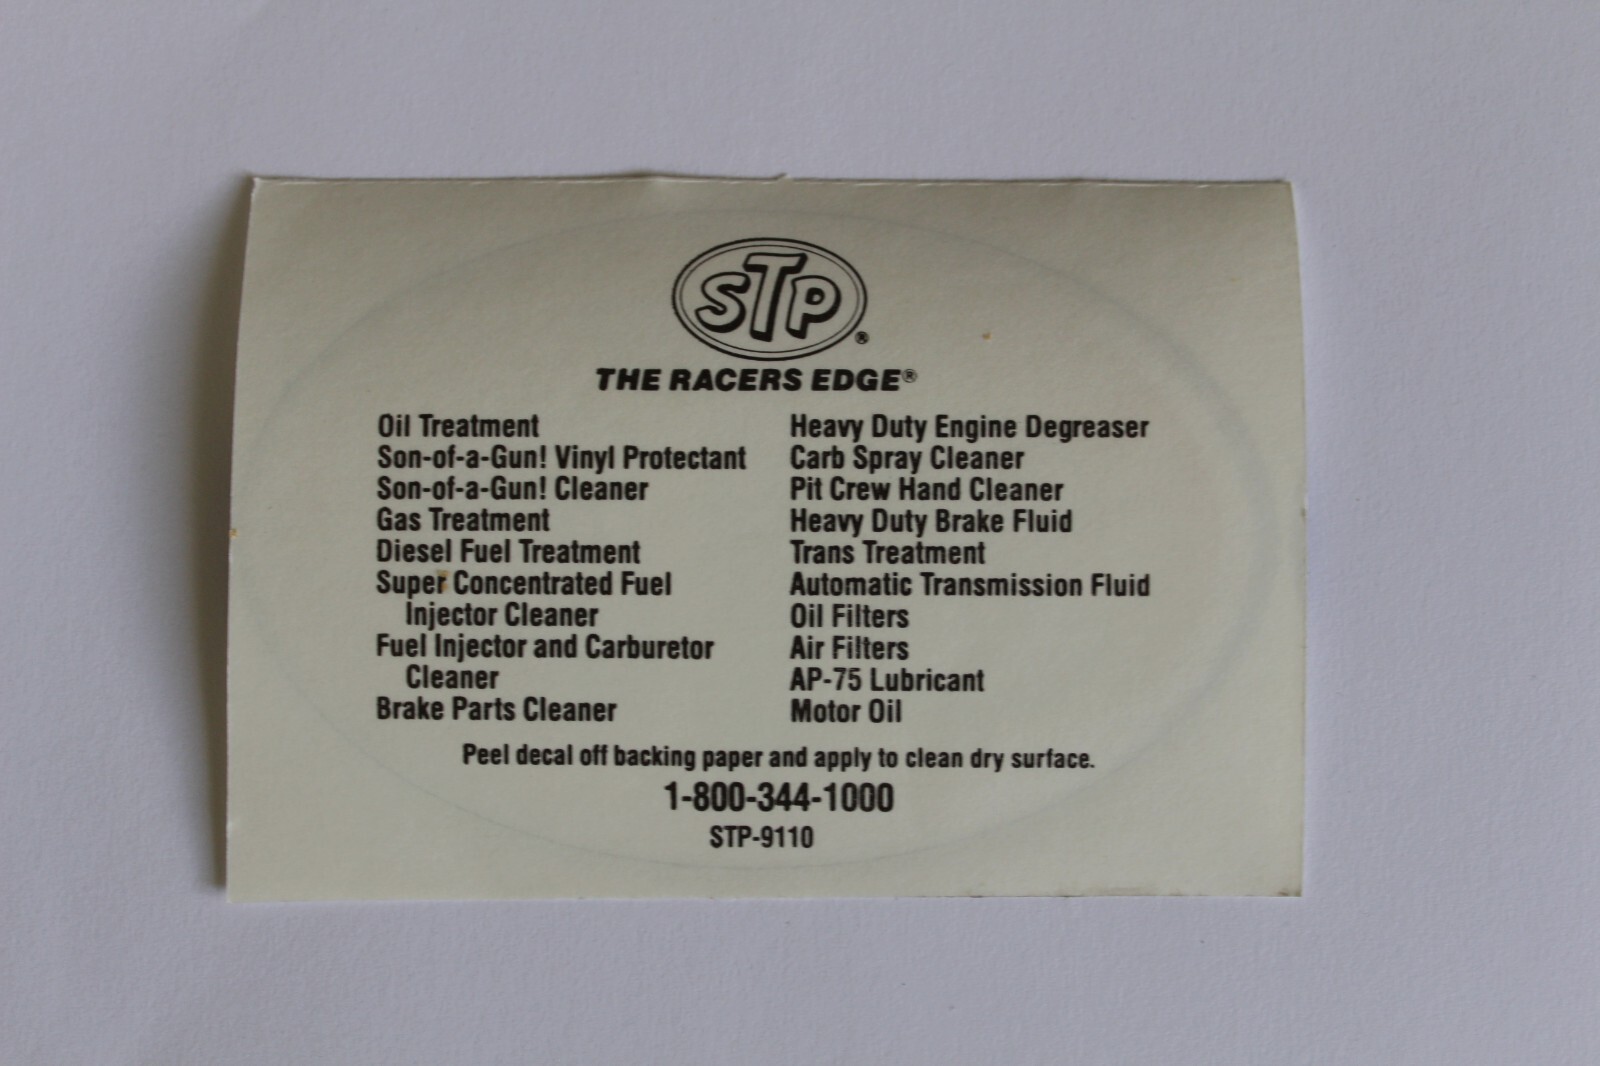 STP®
THE RACERS EDGE®
Oil Treatment
Son-of-a-Gun! Vinyl Protectant
Son-of-a-Gun! Cleaner
Gas Treatment
Diesel Fuel Treatment
Super Concentrated Fuel
Injector Cleaner
Fuel Injector and Carburetor
Cleaner
Brake Parts Cleaner
Heavy Duty Engine Degreaser
Carb Spray Cleaner
Pit Crew Hand Cleaner
Heavy Duty Brake Fluid
Trans Treatment
Automatic Transmission Fluid
Oil Filters
Air Filters
AP-75 Lubricant
Motor Oil
Peel decal off backing paper and apply to clean dry surface.
1-800-344-1000
STP-9110